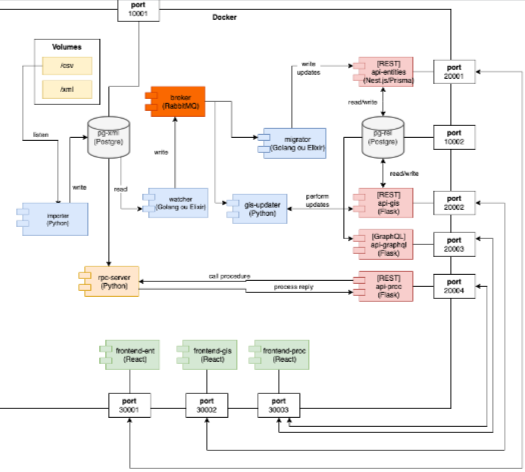 port
10001
Docker
Volumes
/csv
/xml
listen
write
importer
(Python)
pg-xml
(Postgres)
read
broker
(RabbitMQ)
write
watcher
(Golang ou Elixir)
migrator
(Golang ou Elixir)
write
updates
gis-updater
(Python)
perform
updates
[REST]
api-entities
(Nest.js/Prisma)
port
20001
read/write
pg-rel
(Postgres)
port
10002
read/write
[REST]
api-gis
(Flask)
port
20002
[GraphQL]
api-graphql
(Flask)
port
20003
rpc-server
(Python)
call procedure
process reply
[REST]
api-proc
(Flask)
port
20004
frontend-ent
(React)
frontend-gis
(React)
frontend-proc
(React)
port
30001
port
30002
port
30003